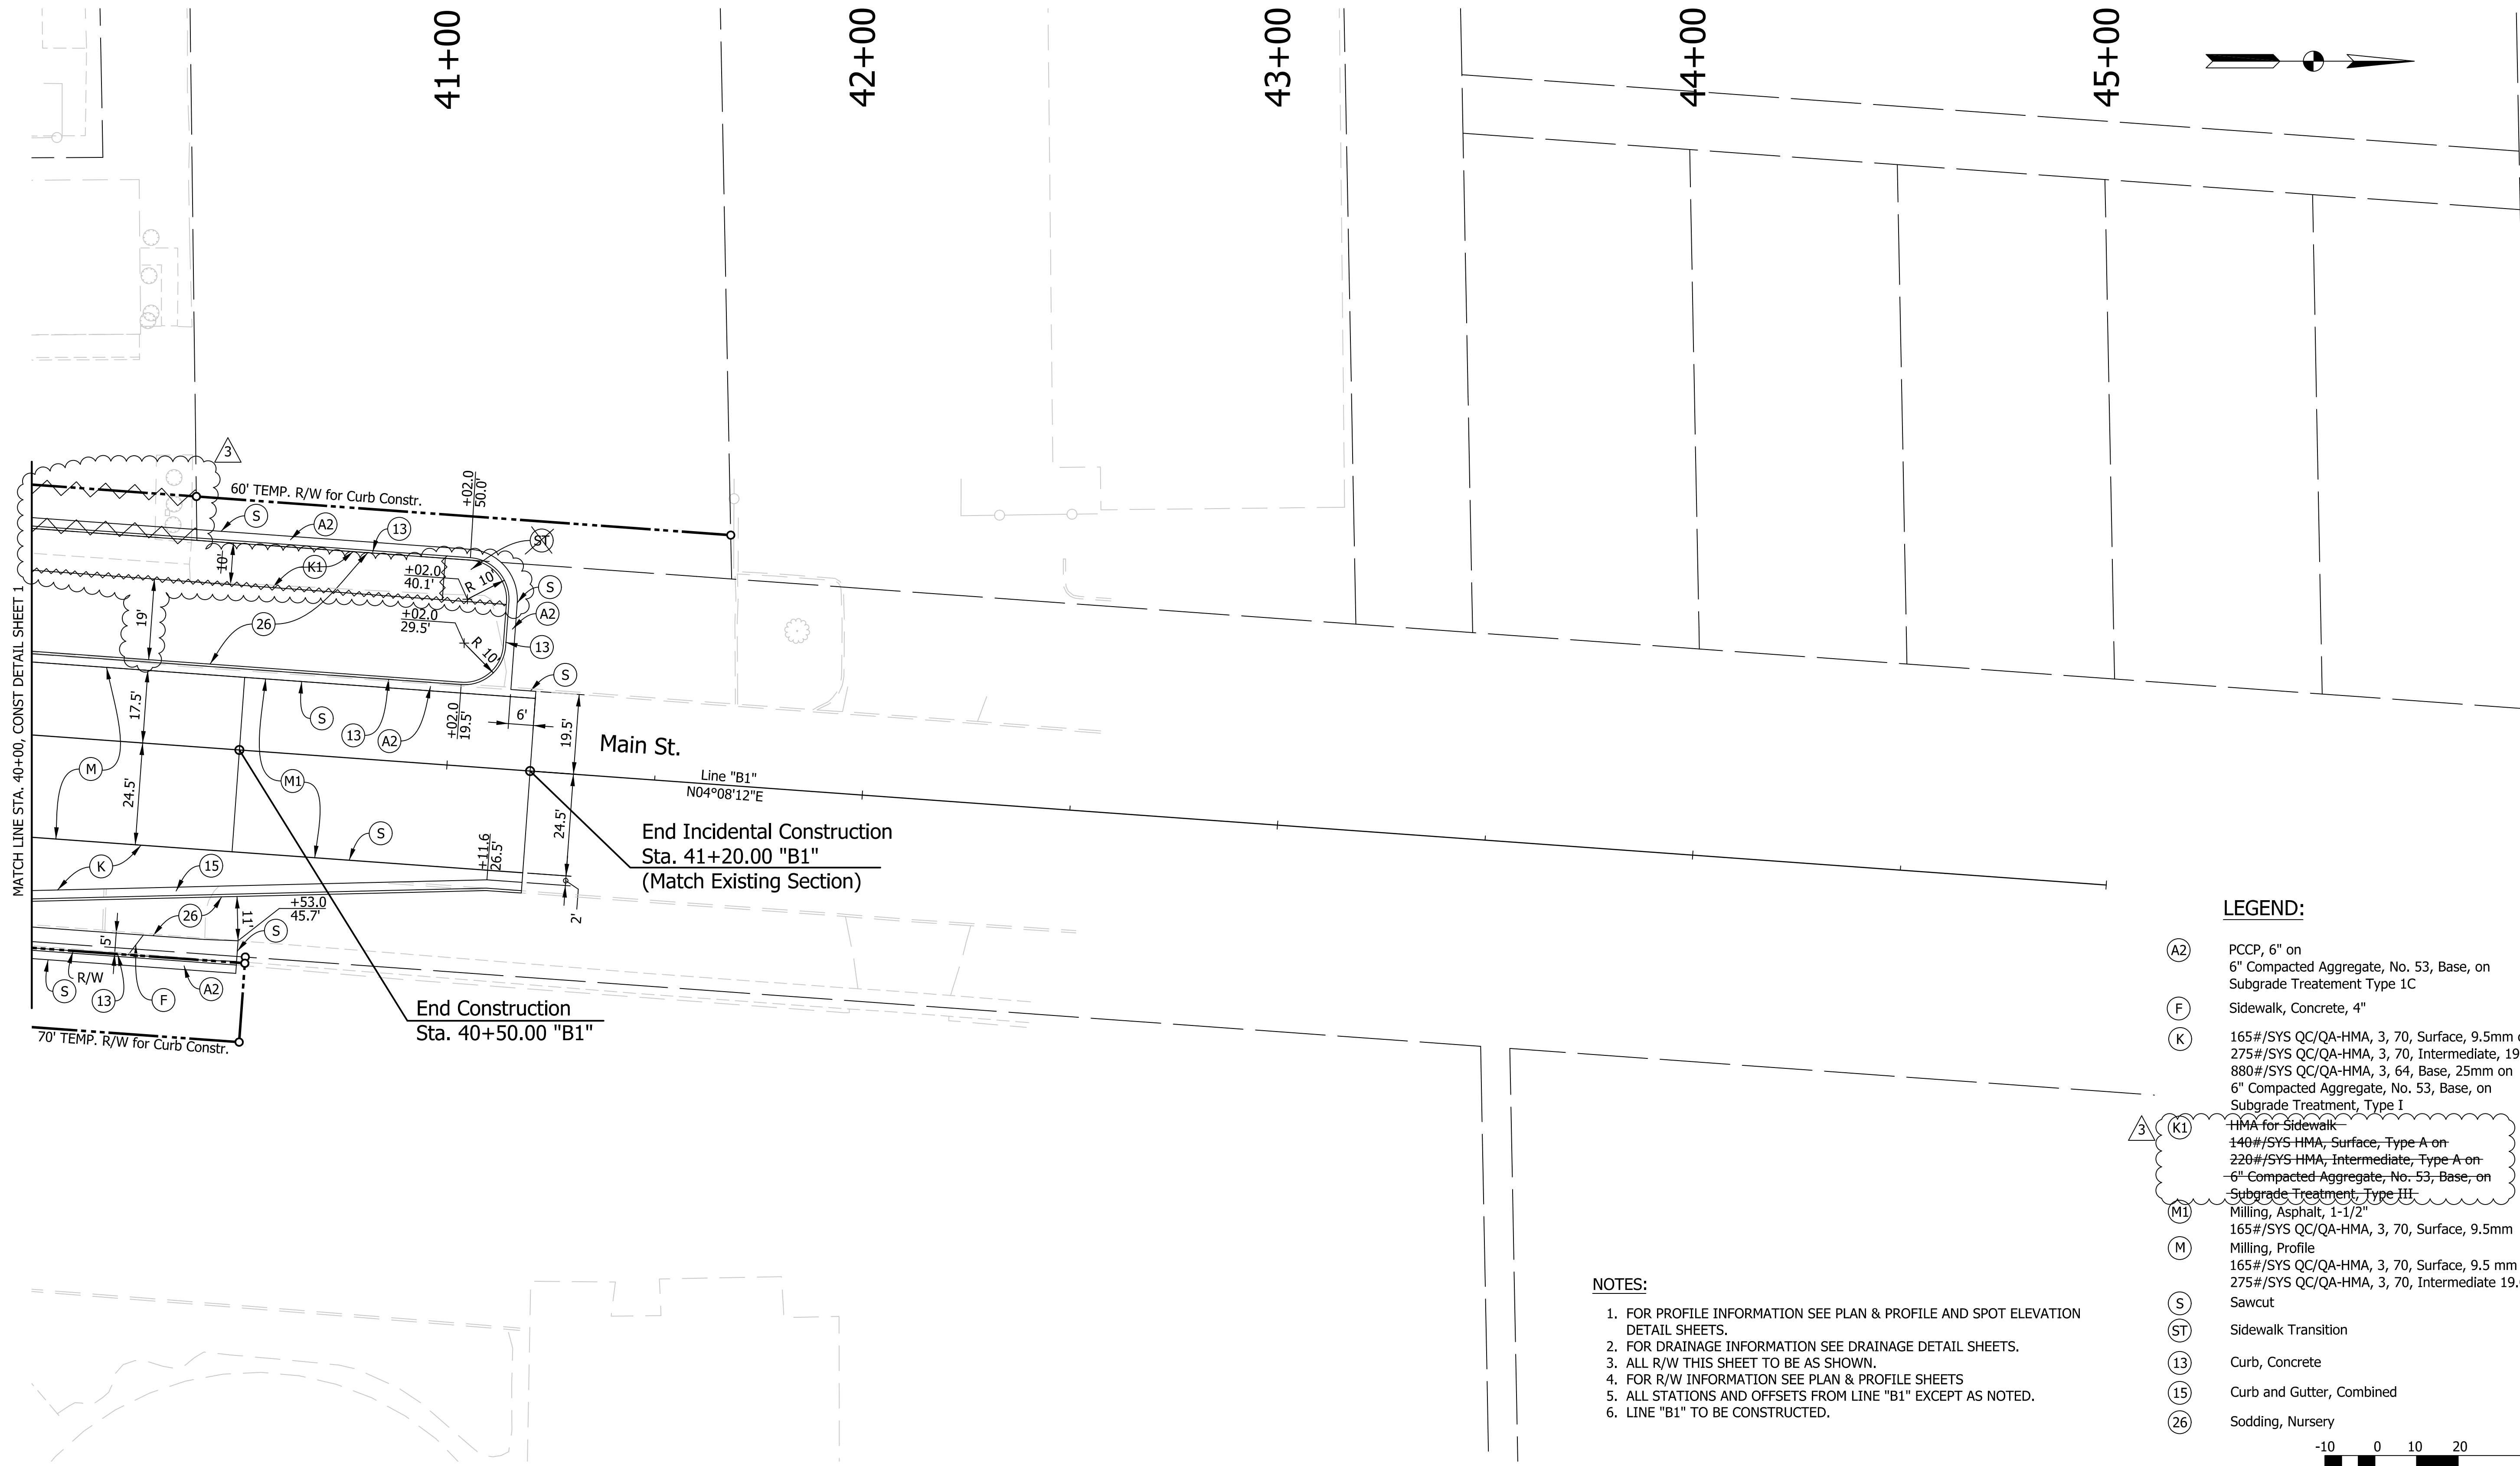 41+00
42+00
43+00
44+00
45+00
3
60' TEMP. R/W for Curb Constr.
+02.0
50.0'
S
A2
13
ST
10'
K1
+02.0
40.1'
R 10'
S
A2
+02.0
29.5'
19'
26
R 10'
13
S
MATCH LINE STA. 40+00, CONST DETAIL SHEET 1
17.5'
S
13
A2
+02.0
19.5'
6'
19.5'
Main St.
Line "B1"
N04°08'12"E
M
M1
24.5'
24.5'
S
+11.6
26.5'
End Incidental Construction
Sta. 41+20.00 "B1"
(Match Existing Section)
K
15
2'
26
11'
+53.0
45.7'
S
5'
R/W
S
13
F
A2
End Construction
Sta. 40+50.00 "B1"
70' TEMP. R/W for Curb Constr.
LEGEND:
A2 PCCP, 6" on
6" Compacted Aggregate, No. 53, Base, on
Subgrade Treatement Type 1C
F Sidewalk, Concrete, 4"
K 165#/SYS QC/QA-HMA, 3, 70, Surface, 9.5mm
275#/SYS QC/QA-HMA, 3, 70, Intermediate, 19
880#/SYS QC/QA-HMA, 3, 64, Base, 25mm on
6" Compacted Aggregate, No. 53, Base, on
Subgrade Treatment, Type I
3 K1 HMA for Sidewalk
140#/SYS HMA, Surface, Type A on
220#/SYS HMA, Intermediate, Type A on
6" Compacted Aggregate, No. 53, Base, on
Subgrade Treatment, Type III
M1 Milling, Asphalt, 1-1/2"
165#/SYS QC/QA-HMA, 3, 70, Surface, 9.5mm
M Milling, Profile
165#/SYS QC/QA-HMA, 3, 70, Surface, 9.5 mm
275#/SYS QC/QA-HMA, 3, 70, Intermediate 19.
S Sawcut
ST Sidewalk Transition
13 Curb, Concrete
15 Curb and Gutter, Combined
26 Sodding, Nursery
NOTES:
1. FOR PROFILE INFORMATION SEE PLAN & PROFILE AND SPOT ELEVATION
DETAIL SHEETS.
2. FOR DRAINAGE INFORMATION SEE DRAINAGE DETAIL SHEETS.
3. ALL R/W THIS SHEET TO BE AS SHOWN.
4. FOR R/W INFORMATION SEE PLAN & PROFILE SHEETS
5. ALL STATIONS AND OFFSETS FROM LINE "B1" EXCEPT AS NOTED.
6. LINE "B1" TO BE CONSTRUCTED.
-10 0 10 20